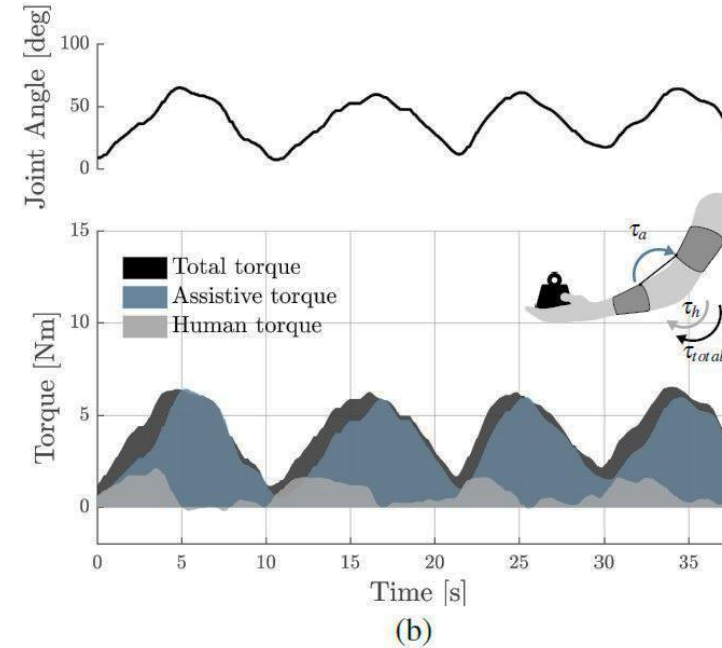 Joint Angle [deg]
100
50
0
Torque [Nm]
15
10
5
0
Total torque
Assistive torque
Human torque
τa
τh
τtotal
0 5 10 15 20 25 30 35
Time [s]
(b)